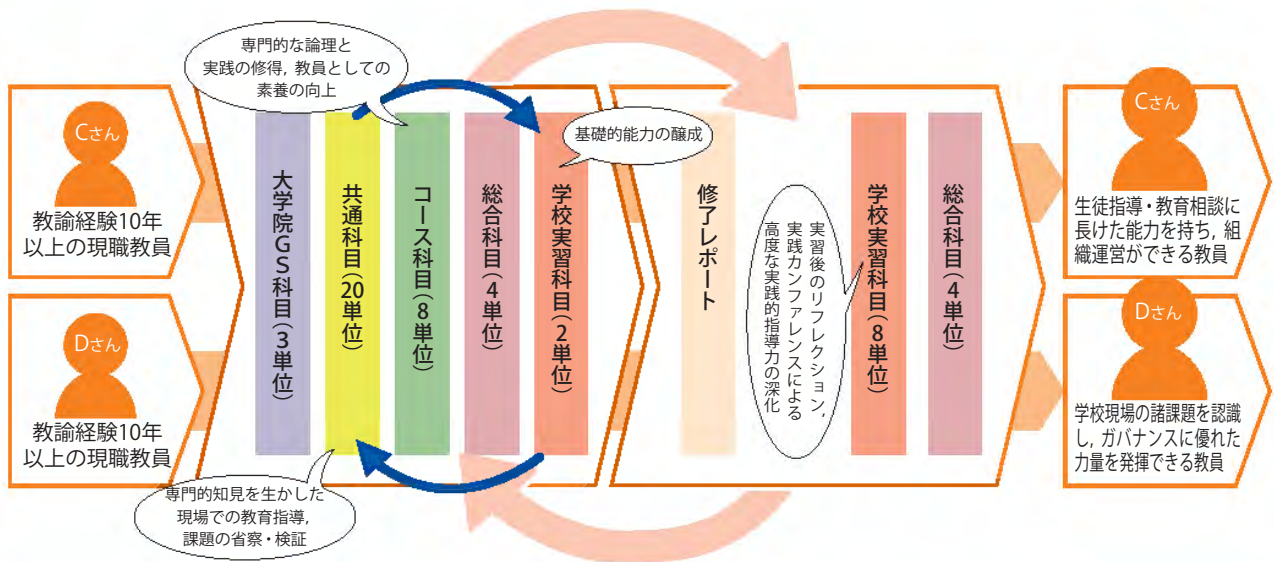 Cさん
教諭経験10年
以上の現職教員
Dさん
教諭経験10年
以上の現職教員
専門的な論理と
実践の修得，教員としての
素養の向上
大学院GS科目（3単位）
共通科目（20単位）
コース科目（8単位）
総合科目（4単位）
学校実習科目（2単位）
基礎的能力の醸成
専門的知見を生かした
現場での教育指導，
課題の省察・検証
修了レポート
実習後のリフレクション，
実践カンファレンスによる
高度な実践的指導力の深化
学校実習科目（8単位）
総合科目（4単位）
Cさん
生徒指導・教育相談に
長けた能力を持ち，組
織運営ができる教員
Dさん
学校現場の諸課題を認識
し，ガバナンスに優れた
力量を発揮できる教員